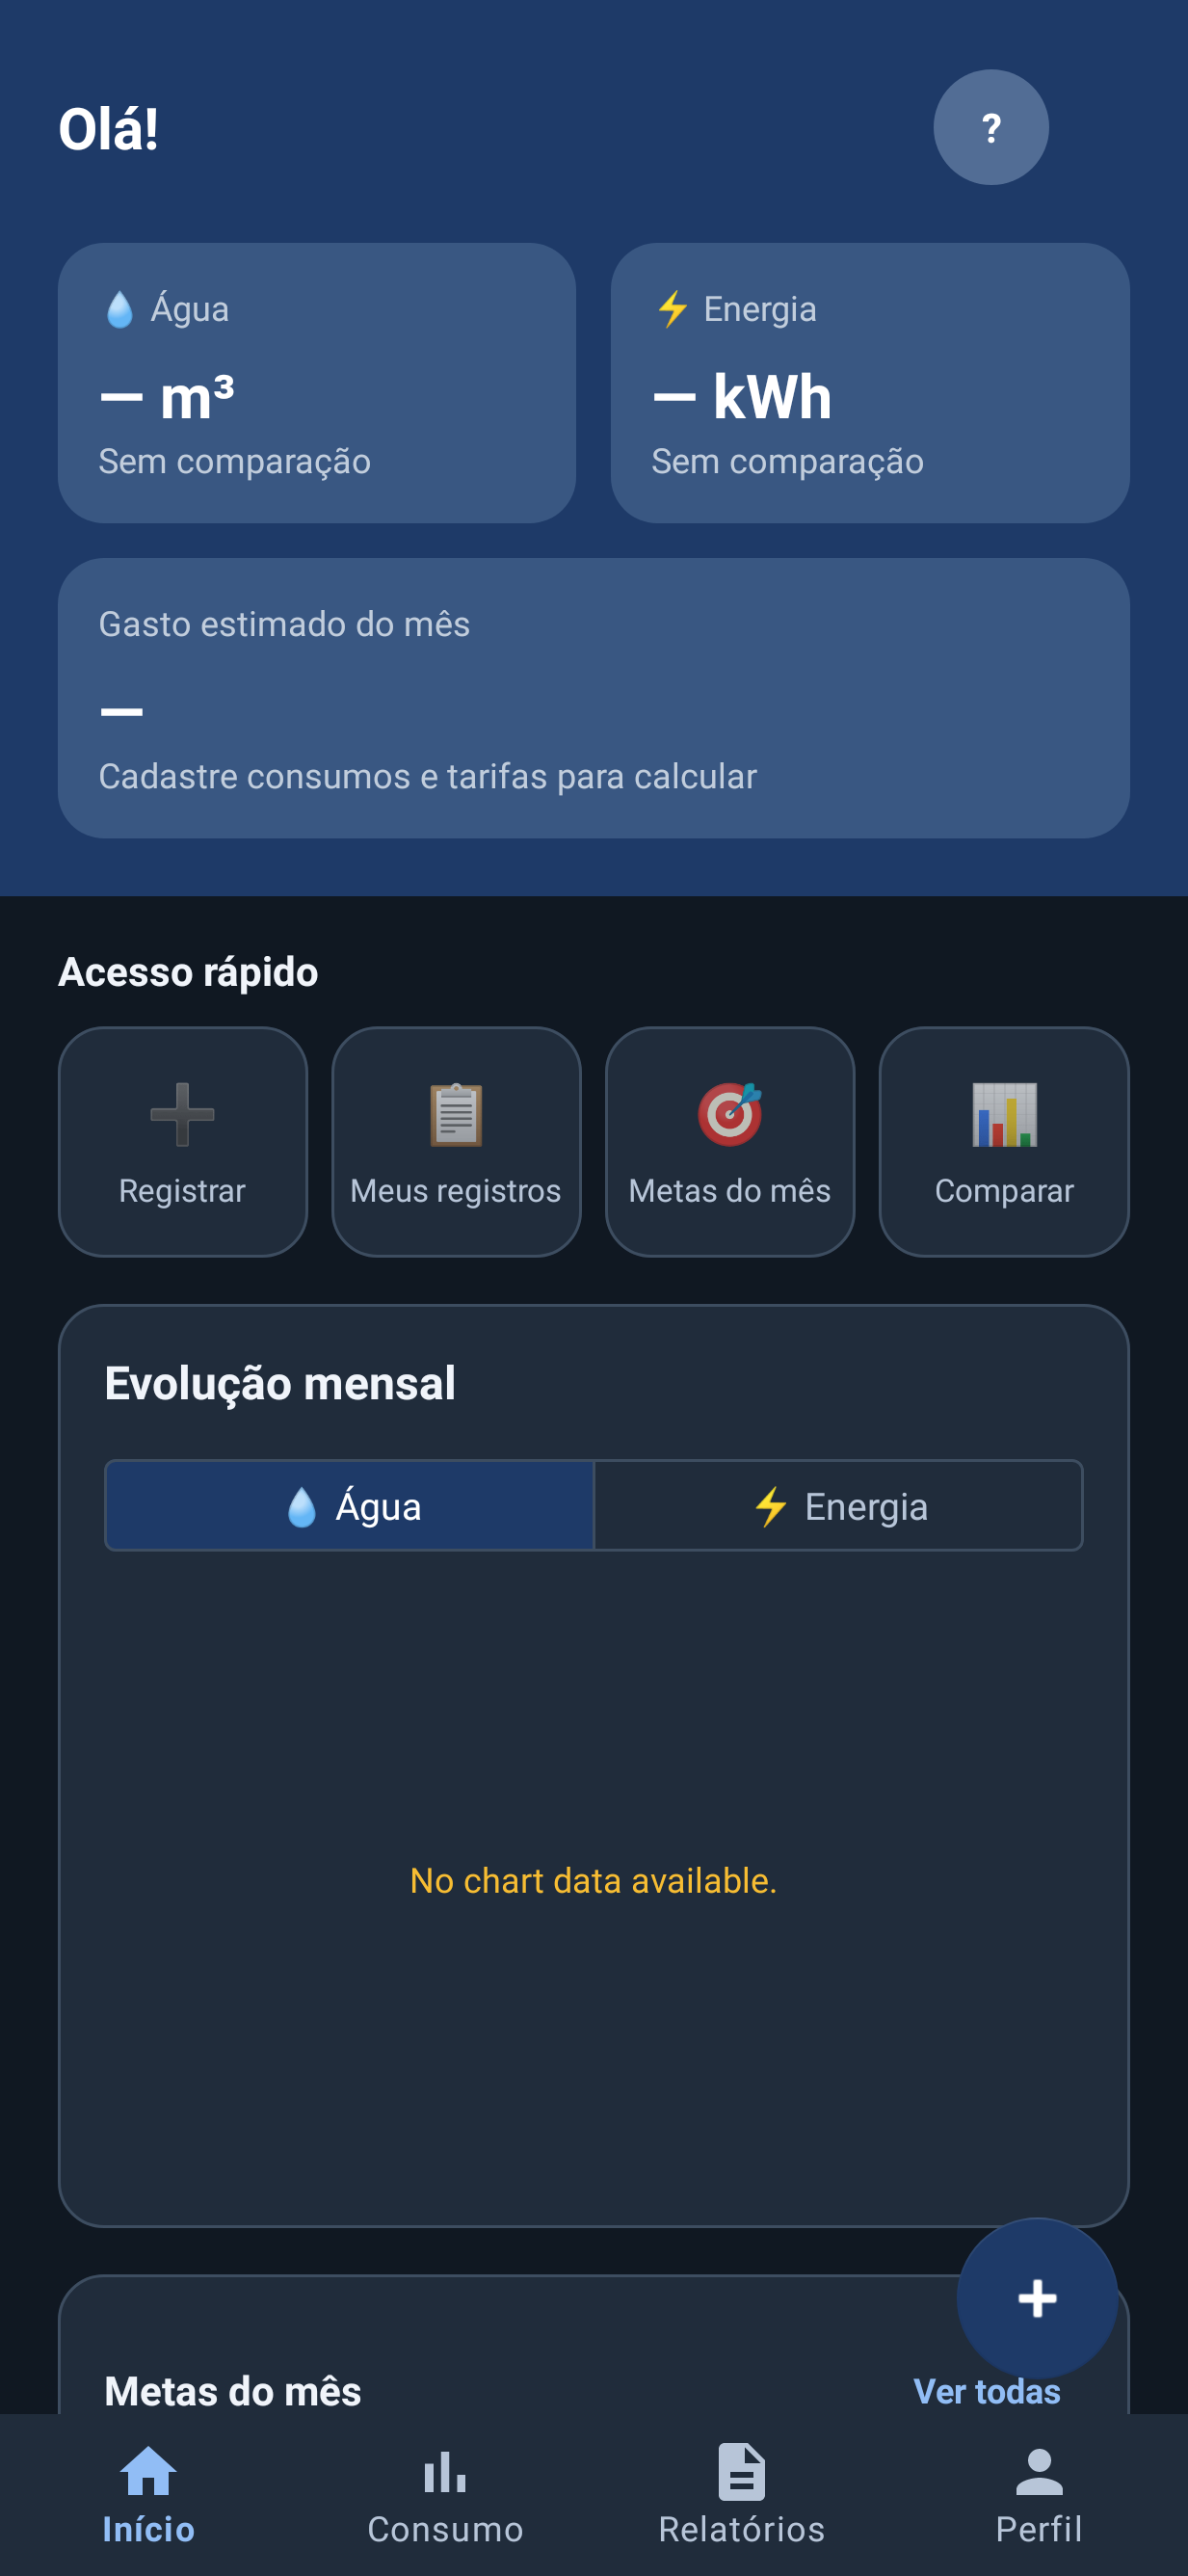 Olá!
?
💧 Água
— m³
Sem comparação
⚡ Energia
— kWh
Sem comparação
Gasto estimado do mês
—
Cadastre consumos e tarifas para calcular
Acesso rápido
Registrar
Meus registros
Metas do mês
Comparar
Evolução mensal
💧 Água
⚡ Energia
No chart data available.
+
Metas do mês
Ver todas
Início
Consumo
Relatórios
Perfil